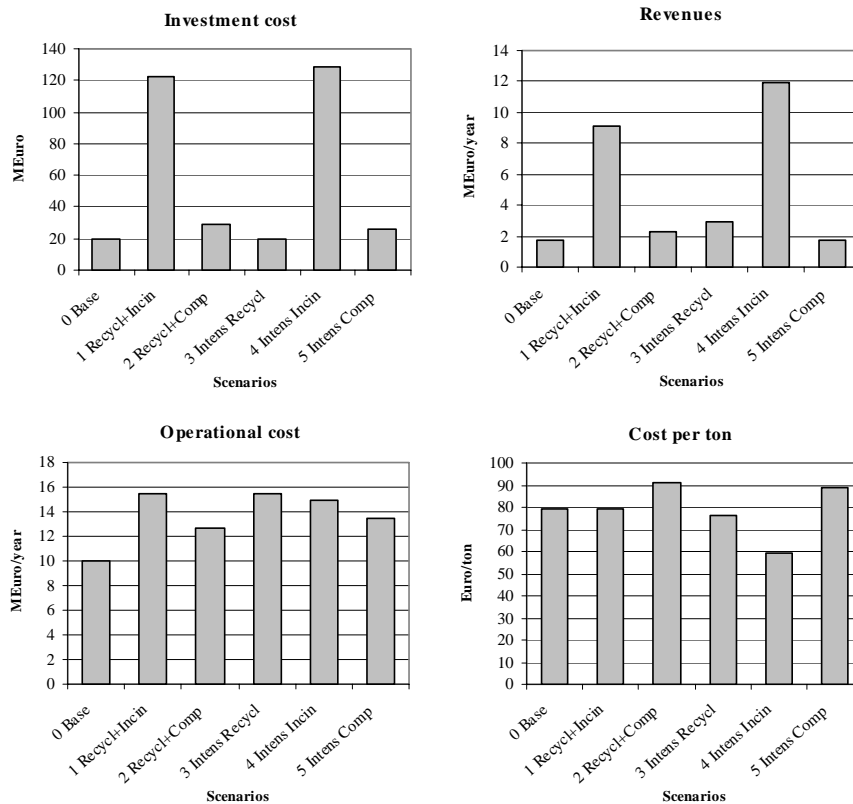 Investment cost
140
120
100
80
60
40
20
0
MEuro
0 Base
1 Recycl+Incin
2 Recycl+Comp
3 Intens Recycl
4 Intens Incin
5 Intens Comp
Scenarios
Revenues
14
12
10
8
6
4
2
0
MEuro/year
0 Base
1 Recycl+Incin
2 Recycl+Comp
3 Intens Recycl
4 Intens Incin
5 Intens Comp
Scenarios
Operational cost
18
16
14
12
10
8
6
4
2
0
MEuro/year
0 Base
1 Recycl+Incin
2 Recycl+Comp
3 Intens Recycl
4 Intens Incin
5 Intens Comp
Scenarios
Cost per ton
100
90
80
70
60
50
40
30
20
10
0
Euro/ton
0 Base
1 Recycl+Incin
2 Recycl+Comp
3 Intens Recycl
4 Intens Incin
5 Intens Comp
Scenarios